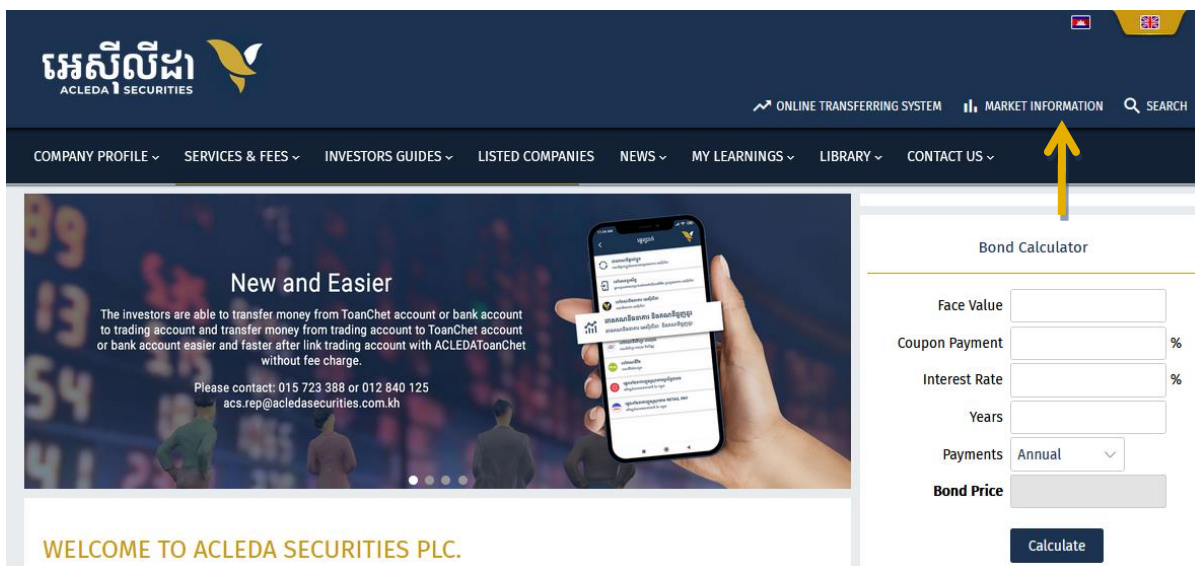 អេស៊ីលីដា
ACLEDA SECURITIES
ONLINE TRANSFERRING SYSTEM MARKET INFORMATION SEARCH
COMPANY PROFILE SERVICES & FEES INVESTORS GUIDES LISTED COMPANIES NEWS MY LEARNINGS LIBRARY CONTACT US
New and Easier
The investors are able to transfer money from ToanChet account or bank account
to trading account and transfer money from trading account to ToanChet account
or bank account easier and faster after link trading account with ACLEDAToanChet
without fee charge.
Please contact: 015 723 388 or 012 840 125
acs.rep@acledasecurities.com.kh
WELCOME TO ACLEDA SECURITIES PLC.
Bond Calculator
Face Value
Coupon Payment %
Interest Rate %
Years
Payments Annual
Bond Price
Calculate